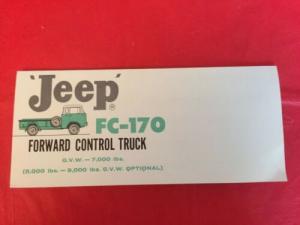 'Jeep'®
FC-170
FORWARD CONTROL TRUCK
G.V.W. — 7,000 lbs.
(8,000 lbs. — 9,000 lbs. G.V.W. OPTIONAL)